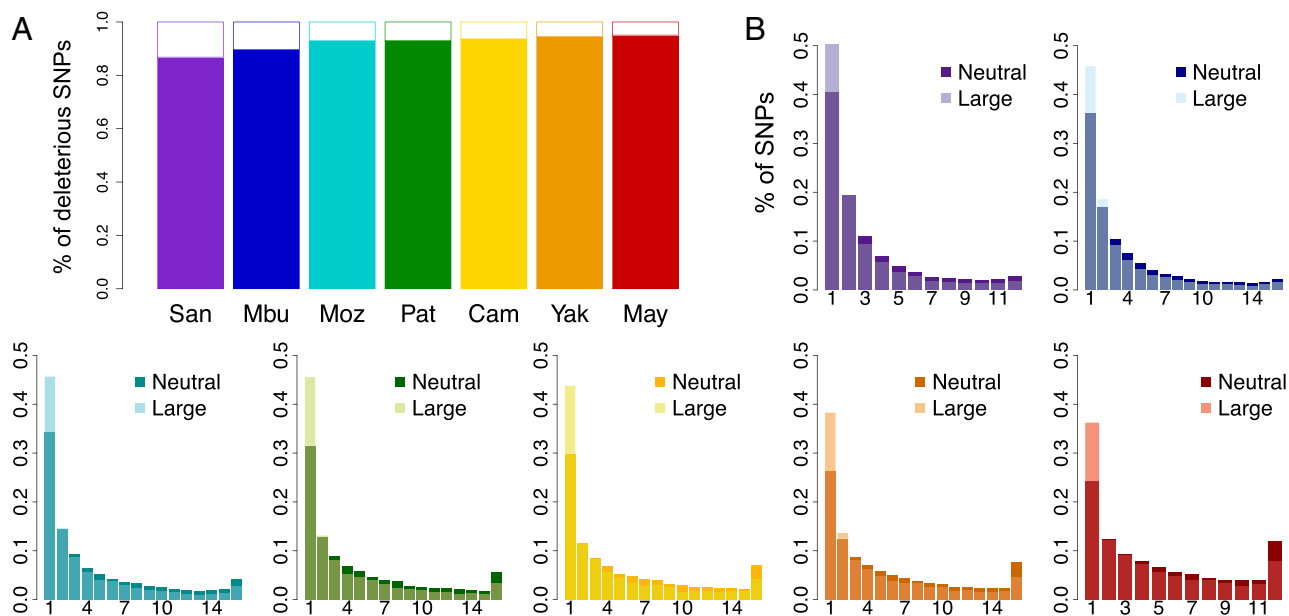 A
% of deleterious SNPs
1.0
0.8
0.6
0.4
0.2
0.0
San Mbu Moz Pat Cam Yak May
B
% of SNPs
0.5
0.4
0.3
0.2
0.1
0.0
Neutral
Large
1 3 5 7 9 11
0.5
0.4
0.3
0.2
0.1
0.0
Neutral
Large
1 4 7 10 14
0.5
0.4
0.3
0.2
0.1
0.0
Neutral
Large
1 4 7 10 14
0.5
0.4
0.3
0.2
0.1
0.0
Neutral
Large
1 4 7 10 14
0.5
0.4
0.3
0.2
0.1
0.0
Neutral
Large
1 4 7 10 14
0.5
0.4
0.3
0.2
0.1
0.0
Neutral
Large
1 4 7 10 14
0.5
0.4
0.3
0.2
0.1
0.0
Neutral
Large
1 3 5 7 9 11